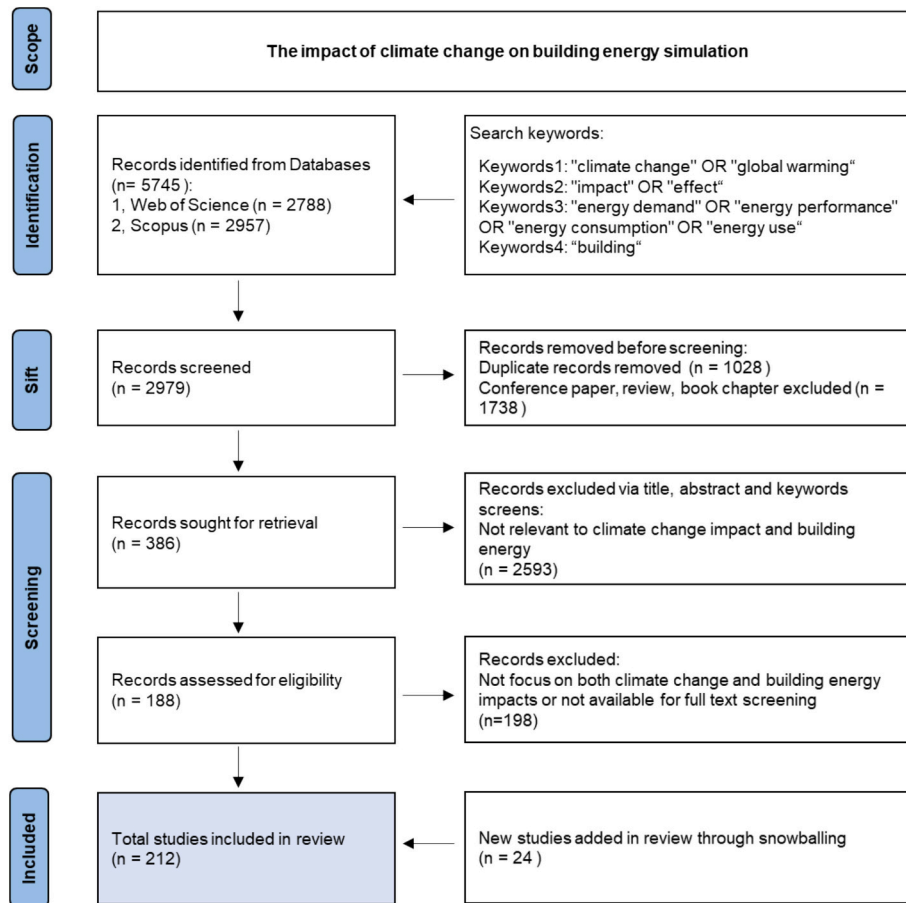 Scope
The impact of climate change on building energy simulation
Identification
Records identified from Databases
(n= 5745):
1, Web of Science (n = 2788)
2, Scopus (n = 2957)
Search keywords:
Keywords1: "climate change" OR "global warming“
Keywords2: "impact" OR "effect“
Keywords3: "energy demand" OR "energy performance"
OR "energy consumption" OR "energy use“
Keywords4: “building“
Sift
Records screened
(n = 2979)
Records removed before screening:
Duplicate records removed (n = 1028)
Conference paper, review, book chapter excluded (n =
1738 )
Screening
Records sought for retrieval
(n = 386)
Records excluded via title, abstract and keywords
screens:
Not relevant to climate change impact and building
energy
(n = 2593)
Records assessed for eligibility
(n = 188)
Records excluded:
Not focus on both climate change and building energy
impacts or not available for full text screening
(n=198)
Included
Total studies included in review
(n = 212)
New studies added in review through snowballing
(n = 24 )